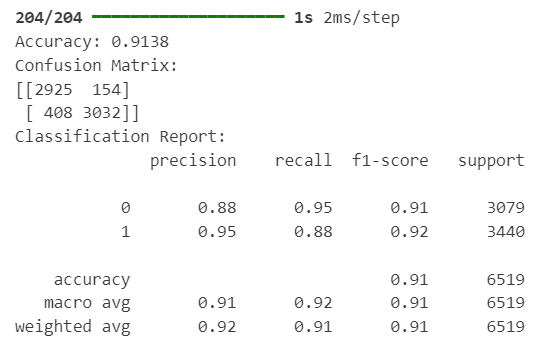 204/204 ━━━━━━━━━━━━━━━━━━━━ 1s 2ms/step
Accuracy: 0.9138
Confusion Matrix:
[[2925  154]
 [ 408 3032]]
Classification Report:
              precision    recall  f1-score   support

           0       0.88      0.95      0.91      3079
           1       0.95      0.88      0.92      3440

    accuracy                           0.91      6519
   macro avg       0.91      0.92      0.91      6519
weighted avg       0.92      0.91      0.91      6519